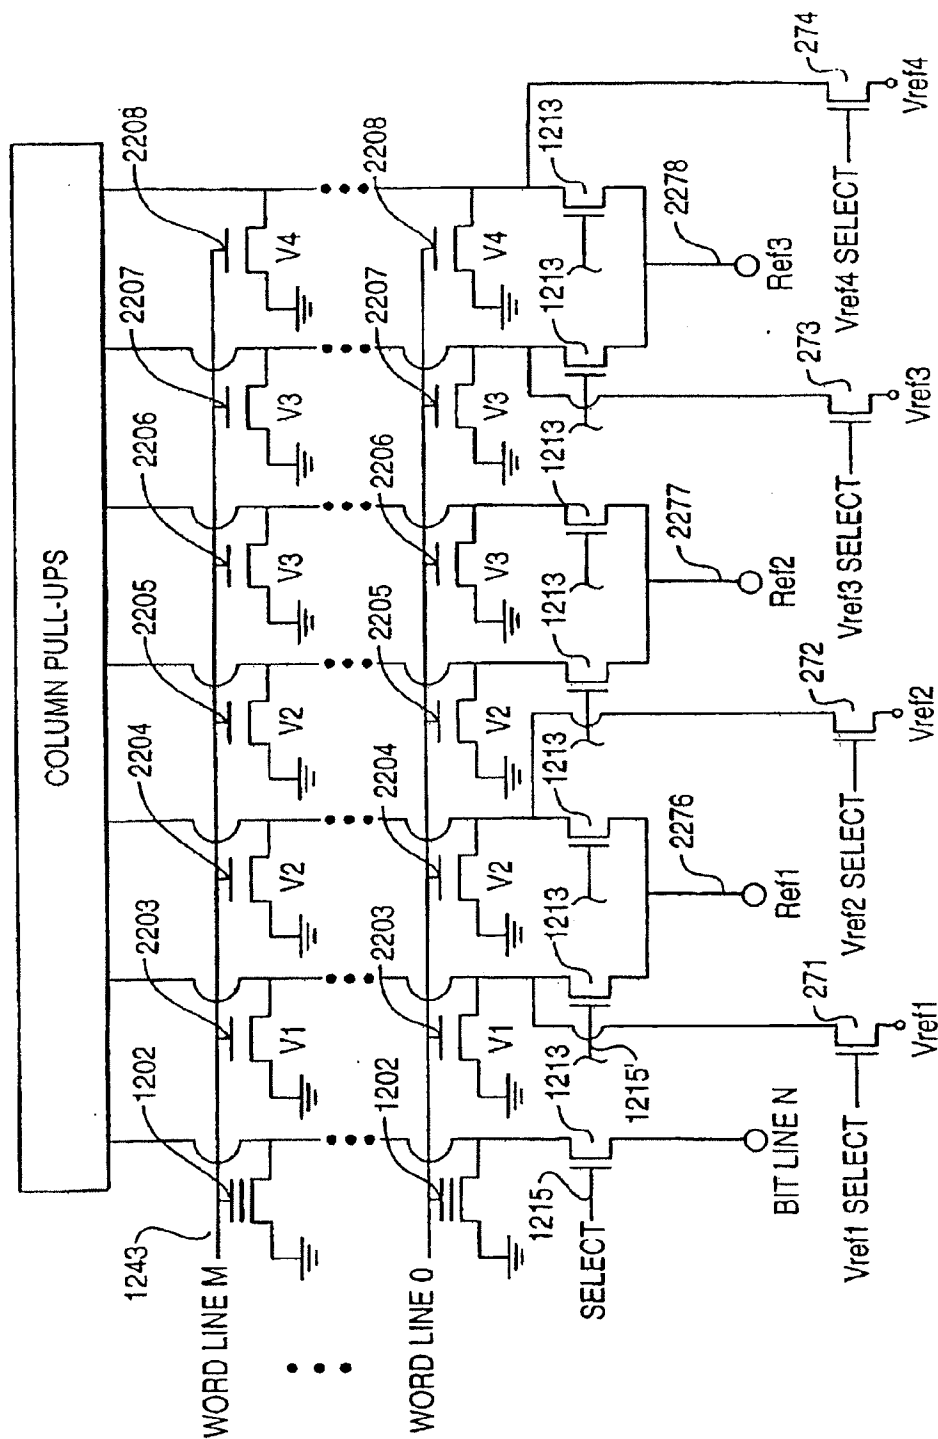 COLUMN PULL-UPS
1243
1202
2203
2204
2205
2206
2207
2208
WORD LINE M
V1
V2
V2
V3
V3
V4
1202
2203
2204
2205
2206
2207
2208
WORD LINE 0
V1
V2
V2
V3
V3
V4
SELECT
1215
1213
1215'
1213
1213
1213
1213
1213
1213
1213
BIT LINE N
2276
Ref1
2277
Ref2
2278
Ref3
Vref1 SELECT
271
Vref1
Vref2 SELECT
272
Vref2
Vref3 SELECT
273
Vref3
Vref4 SELECT
274
Vref4